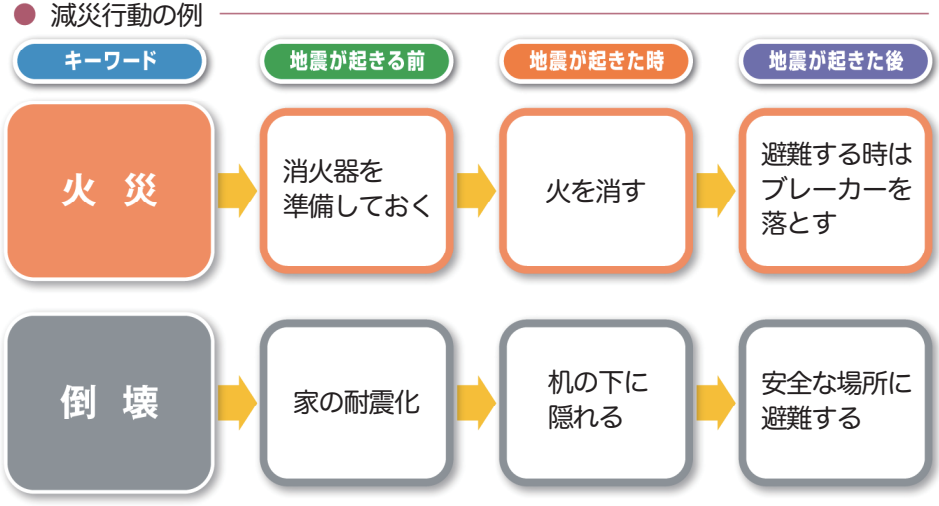 減災行動の例
キーワード
地震が起きる前
地震が起きた時
地震が起きた後
火災
消火器を
準備しておく
火を消す
避難する時は
ブレーカーを
落とす
倒壊
家の耐震化
机の下に
隠れる
安全な場所に
避難する